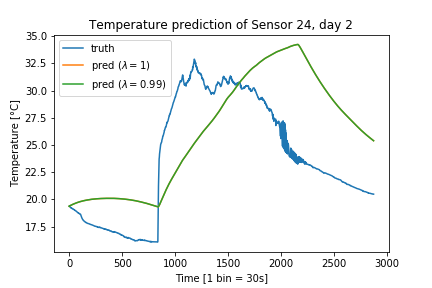 Temperature prediction of Sensor 24, day 2
truth
pred (λ = 1)
pred (λ = 0.99)
Temperature [°C]
35.0
32.5
30.0
27.5
25.0
22.5
20.0
17.5
0 500 1000 1500 2000 2500 3000
Time [1 bin = 30s]